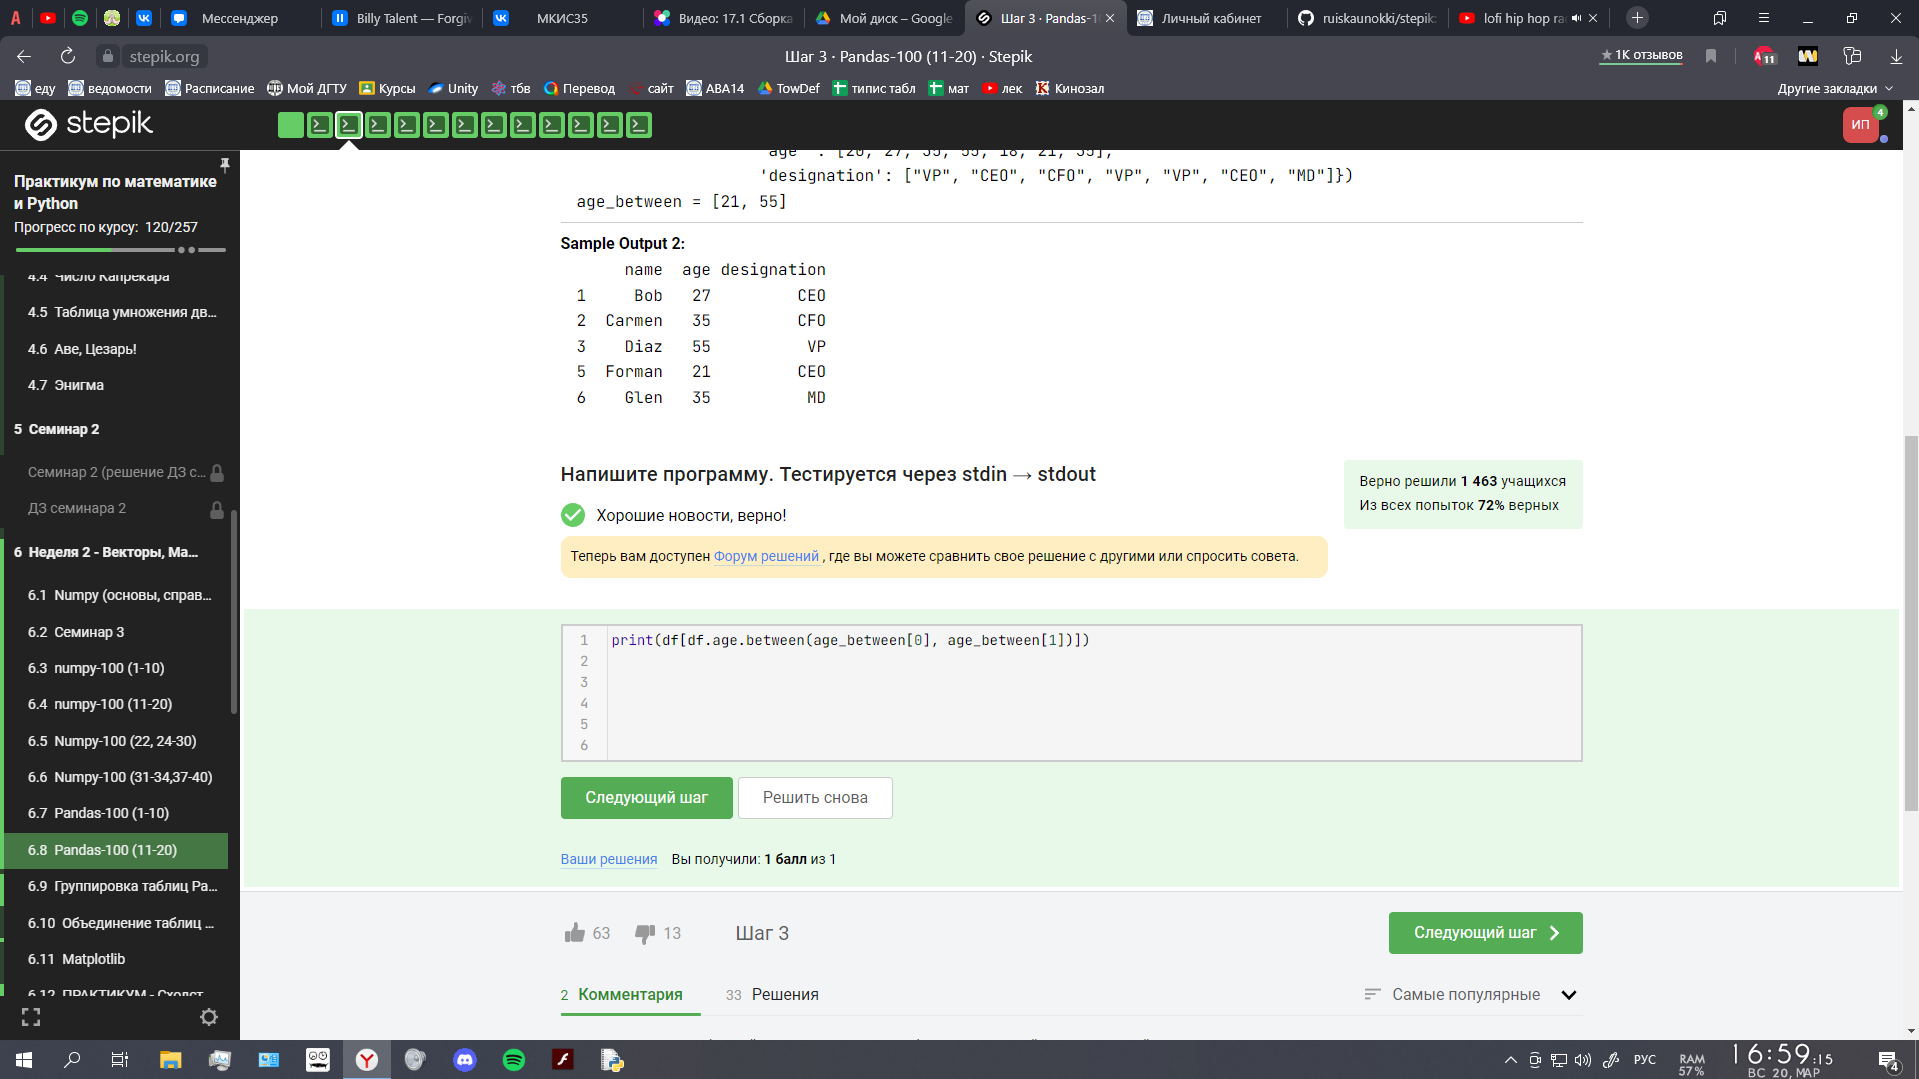 Мессенджер
Billy Talent — Forgiv
МКИС35
Видео: 17.1 Сборка
Мой диск – Google
Шаг 3 · Pandas-10
Личный кабинет
ruiskaunokki/stepik
lofi hip hop ra
stepik.org
Шаг 3 · Pandas-100 (11-20) · Stepik
★ 1К отзывов
11
еду
ведомости
Расписание
Мой ДГТУ
Курсы
Unity
тбв
Перевод
сайт
АВА14
TowDef
типис табл
мат
лек
Кинозал
Другие закладки
stepik
ИП
4
Практикум по математике
и Python
Прогресс по курсу: 120/257
4.4 Число Капрекара
4.5 Таблица умножения дв...
4.6 Аве, Цезарь!
4.7 Энигма
5 Семинар 2
Семинар 2 (решение ДЗ с...
ДЗ семинара 2
6 Неделя 2 - Векторы, Ма...
6.1 Numpy (основы, справ...
6.2 Семинар 3
6.3 numpy-100 (1-10)
6.4 numpy-100 (11-20)
6.5 Numpy-100 (22, 24-30)
6.6 Numpy-100 (31-34,37-40)
6.7 Pandas-100 (1-10)
6.8 Pandas-100 (11-20)
6.9 Группировка таблиц Pa...
6.10 Объединение таблиц ...
6.11 Matplotlib
6.12 ПРАКТИКУМ - Сходст
'age' : [20, 27, 35, 55, 18, 21, 35],
'designation': ["VP", "CEO", "CFO", "VP", "VP", "CEO", "MD"]})
age_between = [21, 55]
Sample Output 2:
name age designation
1 Bob 27 CEO
2 Carmen 35 CFO
3 Diaz 55 VP
5 Forman 21 CEO
6 Glen 35 MD
Напишите программу. Тестируется через stdin → stdout
Верно решили 1 463 учащихся
Из всех попыток 72% верных
Хорошие новости, верно!
Теперь вам доступен Форум решений , где вы можете сравнить свое решение с другими или спросить совета.
1 print(df[df.age.between(age_between[0], age_between[1])])
2
3
4
5
6
Следующий шаг
Решить снова
Ваши решения Вы получили: 1 балл из 1
63
13
Шаг 3
Следующий шаг
2 Комментария
33 Решения
Самые популярные
РУС
RAM
57%
16:59:15
ВС 20, МАР
4